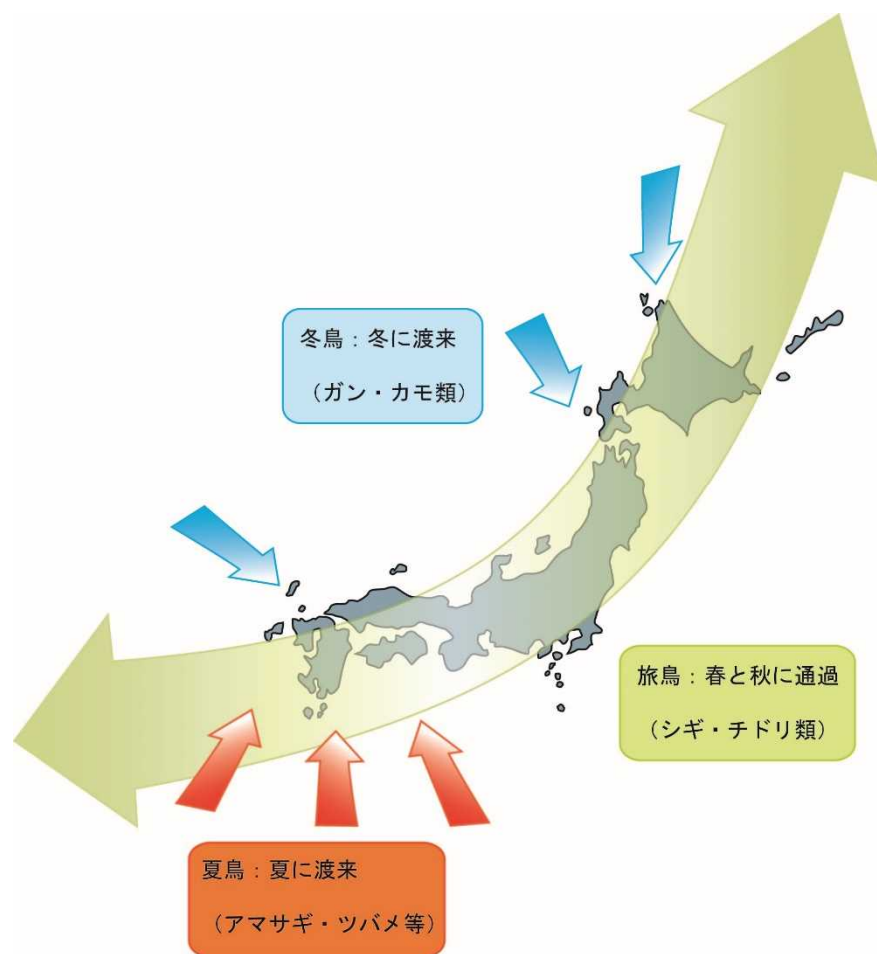 冬鳥：冬に渡来
（ガン・カモ類）
旅鳥：春と秋に通過
（シギ・チドリ類）
夏鳥：夏に渡来
（アマサギ・ツバメ等）